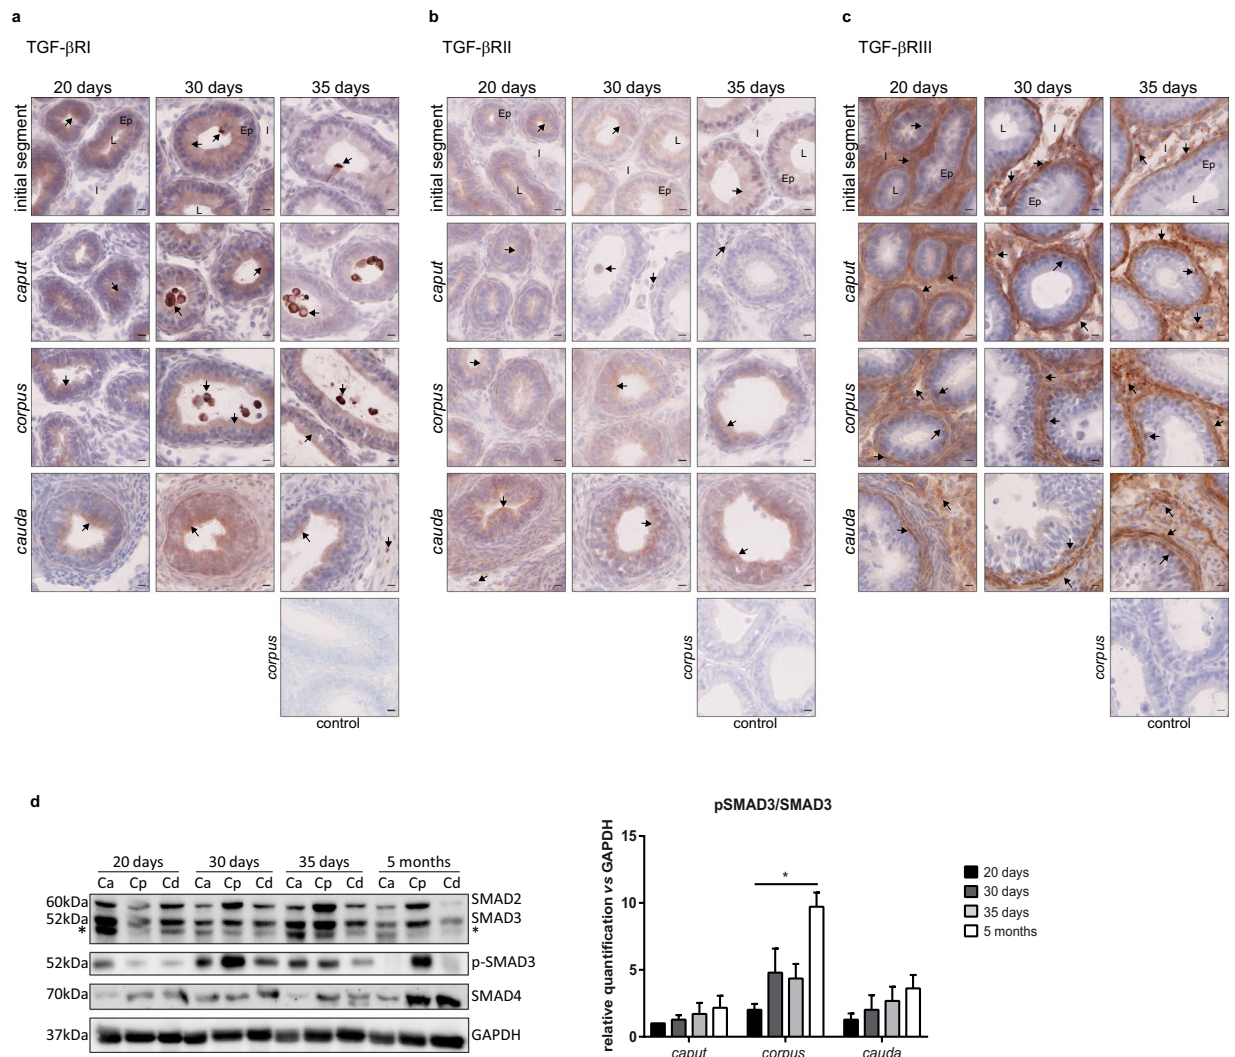 a
TGF-βRI
20 days 30 days 35 days
initial segment
Ep
L
I
Ep
I
L
caput
corpus
cauda
corpus
control
b
TGF-βRII
20 days 30 days 35 days
initial segment
Ep
I
L
L
I
Ep
I
L
Ep
caput
corpus
cauda
corpus
control
c
TGF-βRIII
20 days 30 days 35 days
initial segment
I
Ep
L
L
I
Ep
I
Ep
L
caput
corpus
cauda
corpus
control
d
20 days 30 days 35 days 5 months
Ca Cp Cd Ca Cp Cd Ca Cp Cd Ca Cp Cd
60kDa SMAD2
52kDa SMAD3
* *
52kDa p-SMAD3
70kDa SMAD4
37kDa GAPDH
pSMAD3/SMAD3
relative quantification vs GAPDH
15
10
5
0
*
caput corpus cauda
20 days
30 days
35 days
5 months